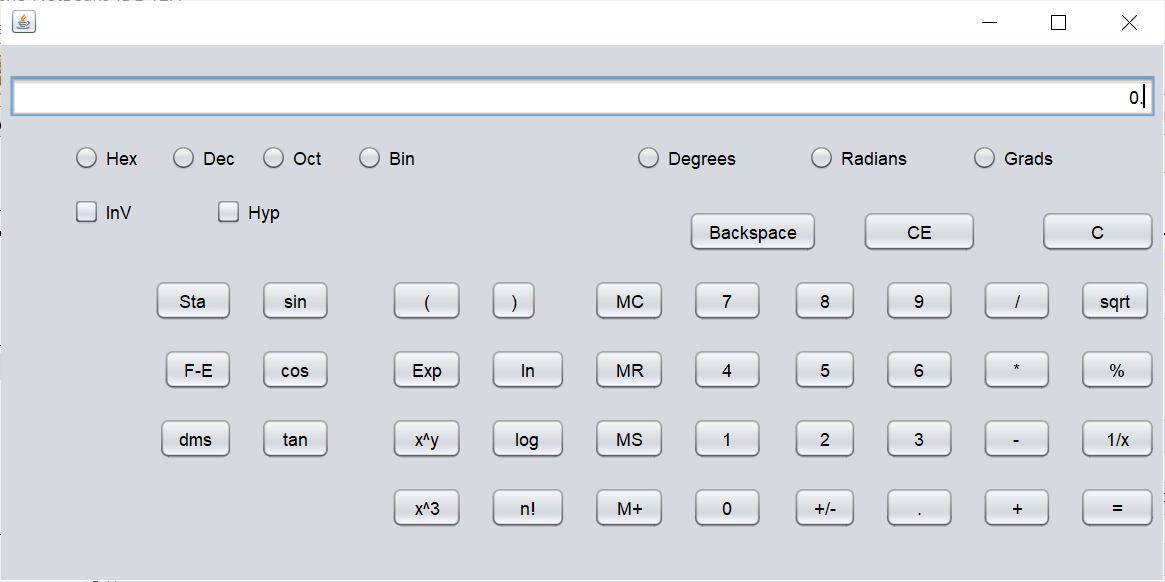 0.
Hex Dec Oct Bin Degrees Radians Grads
InV Hyp
Backspace CE C
Sta sin ( ) MC 7 8 9 / sqrt
F-E cos Exp ln MR 4 5 6 * %
dms tan x^y log MS 1 2 3 - 1/x
x^3 n! M+ 0 +/- . + =